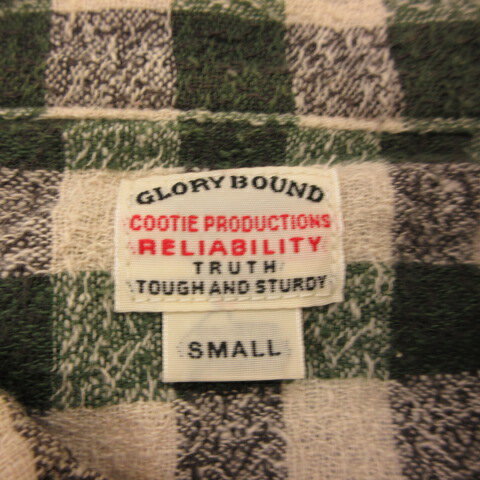 GLORY BOUND
COOTIE PRODUCTIONS
RELIABILITY
TRUTH
TOUGH AND STURDY
SMALL